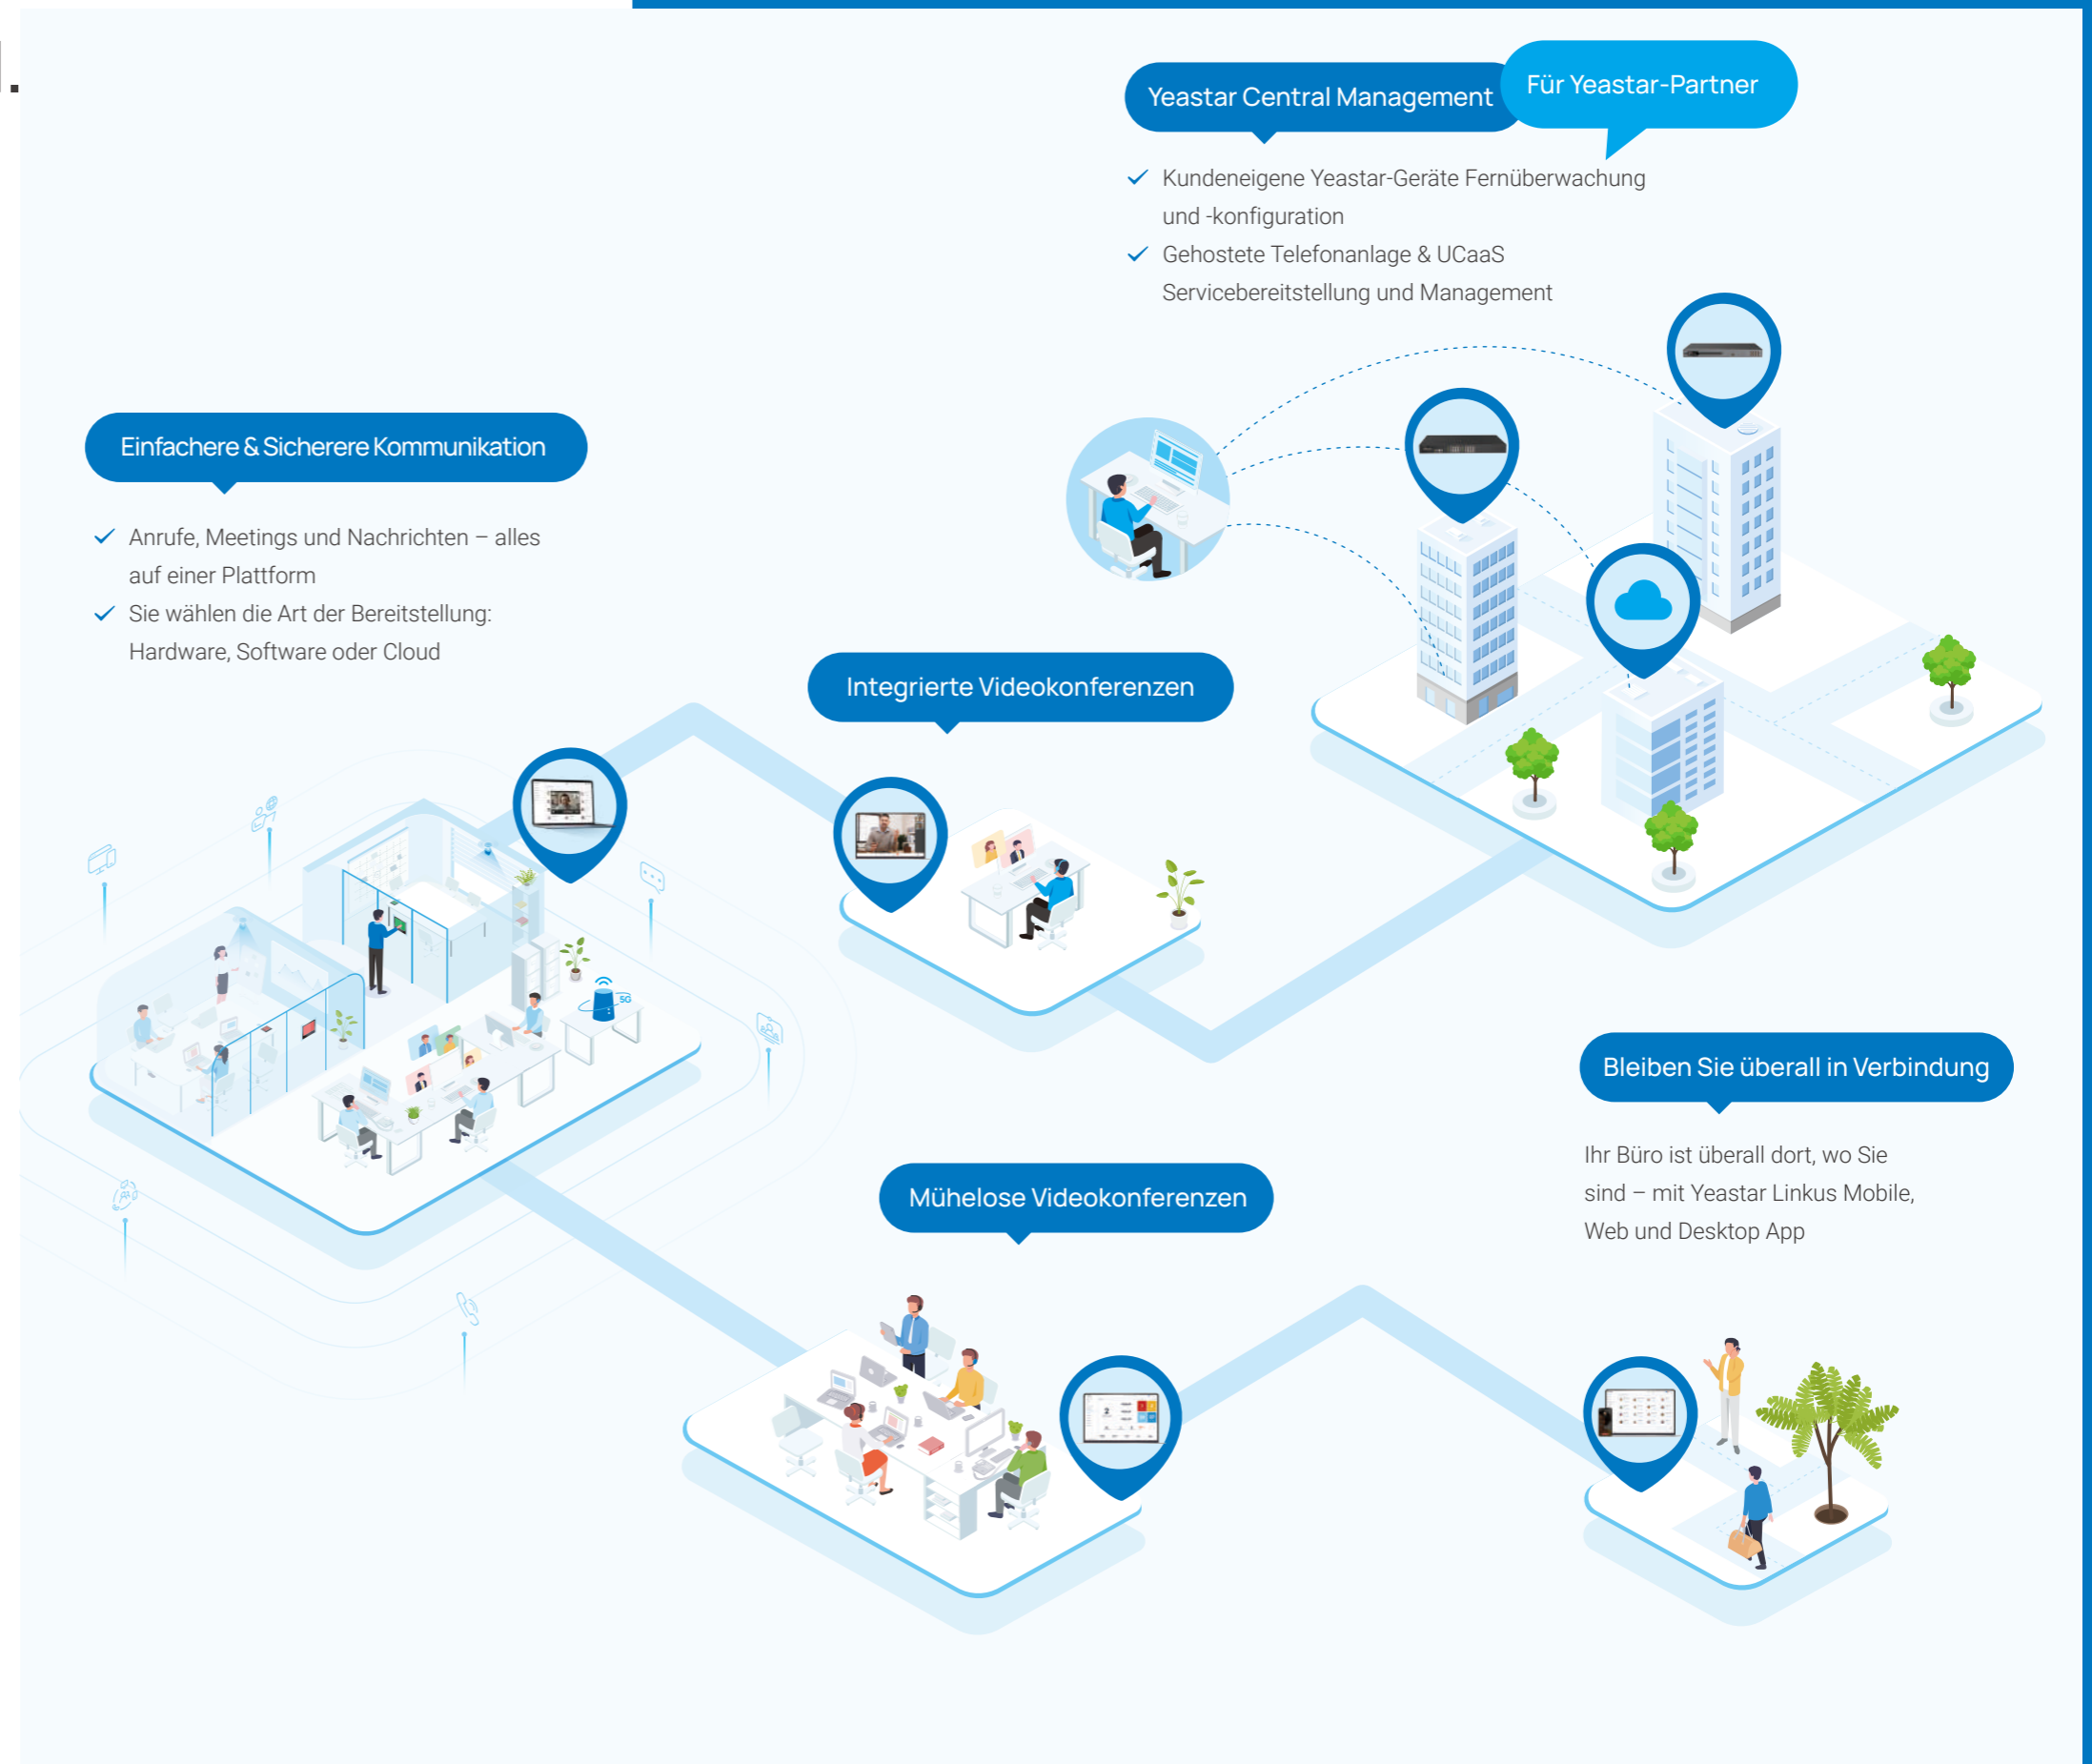 Yeastar Central Management
Für Yeastar-Partner
Kundeneigene Yeastar-Geräte Fernüberwachung
und -konfiguration
Gehostete Telefonanlage & UCaaS
Servicebereitstellung und Management
Einfachere & Sicherere Kommunikation
Anrufe, Meetings und Nachrichten – alles
auf einer Plattform
Sie wählen die Art der Bereitstellung:
Hardware, Software oder Cloud
Integrierte Videokonferenzen
5G
Bleiben Sie überall in Verbindung
Ihr Büro ist überall dort, wo Sie
sind – mit Yeastar Linkus Mobile,
Web und Desktop App
Mühelose Videokonferenzen